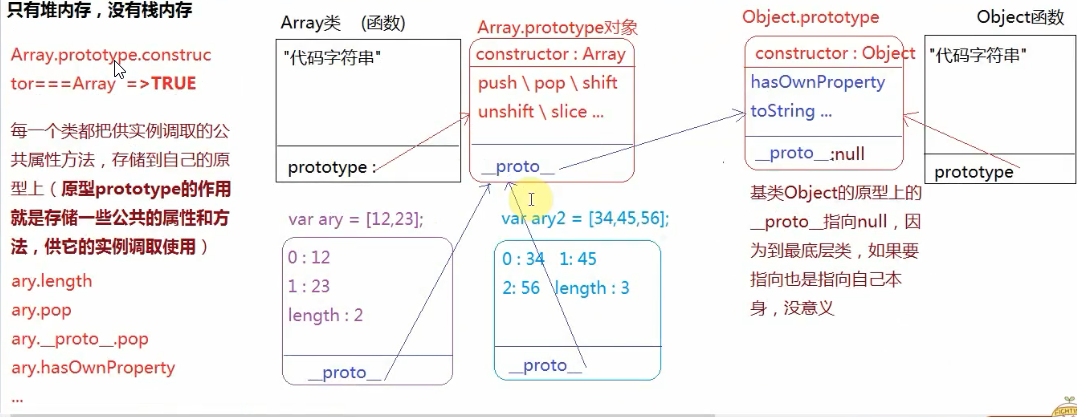 只有堆内存，没有栈内存
Array.prototype.construc
tor===Array =>TRUE
每一个类都把供实例调取的公
共属性方法，存储到自己的原
型上（原型prototype的作用
就是存储一些公共的属性和方
法，供它的实例调取使用）
ary.length
ary.pop
ary.__proto__.pop
ary.hasOwnProperty
...
Array类 (函数)
"代码字符串"
prototype :
Array.prototype对象
constructor : Array
push \ pop \ shift
unshift \ slice ...
__proto__
var ary = [12,23];
0 : 12
1 : 23
length : 2
__proto__
var ary2 = [34,45,56];
0 : 34 1: 45
2: 56 length : 3
__proto__
Object.prototype
constructor : Object
hasOwnProperty
toString ...
__proto__:null
基类Object的原型上的
__proto__指向null，因
为到最底层类，如果要
指向也是指向自己本
身，没意义
Object函数
"代码字符串"
prototype